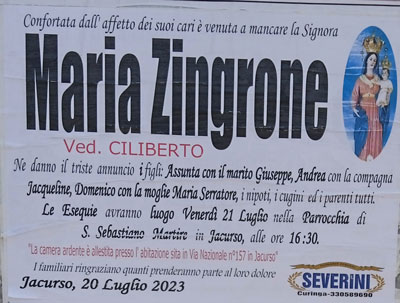 Confortata dall' affetto dei suoi cari è venuta a mancare la Signora
Maria Zingrone
Ved. CILIBERTO
Ne danno il triste annuncio i figli: Assunta con il marito Giuseppe, Andrea con la compagna
Jacqueline, Domenico con la moglie Maria Serratore, i nipoti, i cugini ed i parenti tutti.
Le Esequie avranno luogo Venerdì 21 Luglio nella Parrocchia di
S. Sebastiano Martire in Jacurso, alle ore 16:30.
"La camera ardente è allestita presso l' abitazione sita in Via Nazionale n°157 in Jacurso"
I familiari ringraziano quanti prenderanno parte al loro dolore
Jacurso, 20 Luglio 2023
SEVERINI
Curinga-330589690